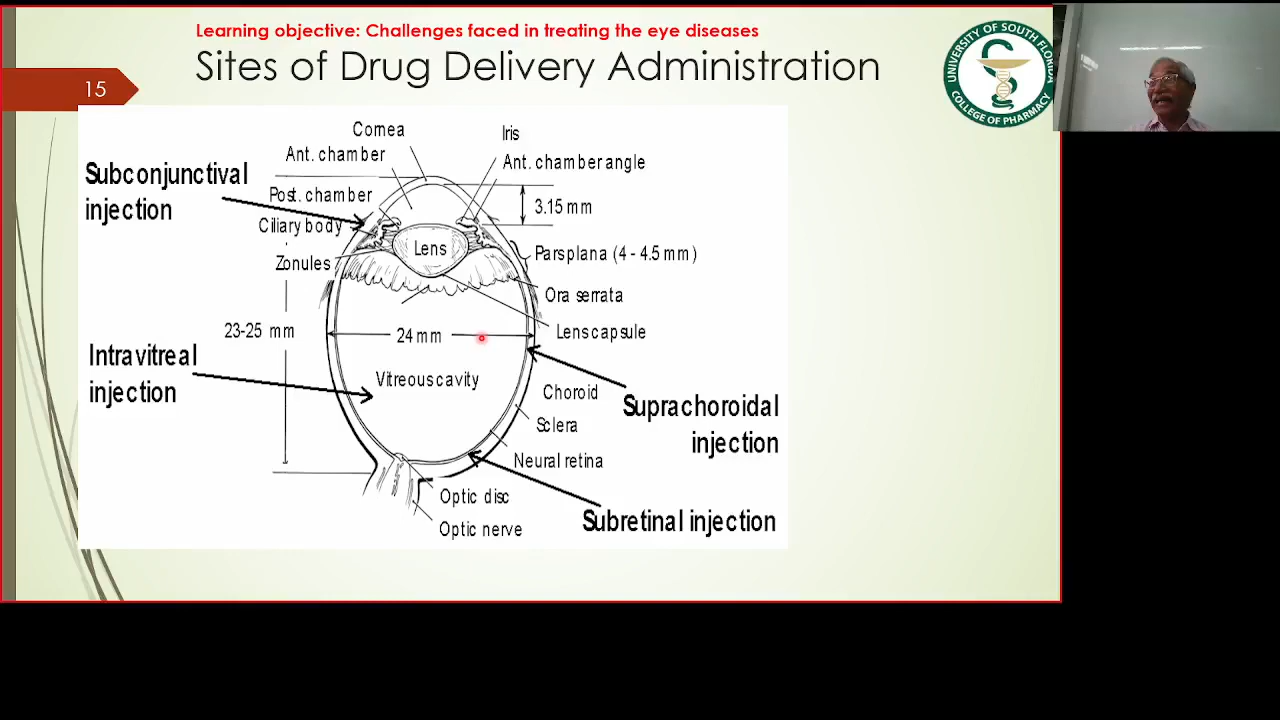 Learning objective: Challenges faced in treating the eye diseases
Sites of Drug Delivery Administration
15
UNIVERSITY OF SOUTH FLORIDA
COLLEGE OF PHARMACY
Cornea
Iris
Ant. chamber
Ant. chamber angle
Subconjunctival
injection
Post. chamber
3.15 mm
Ciliary body
Lens
Parsplana (4 - 4.5 mm)
Zonules
Ora serrata
23-25 mm
24 mm
Lens capsule
Intravitreal
injection
Vitreous cavity
Choroid
Suprachoroidal
injection
Sclera
Neural retina
Optic disc
Subretinal injection
Optic nerve